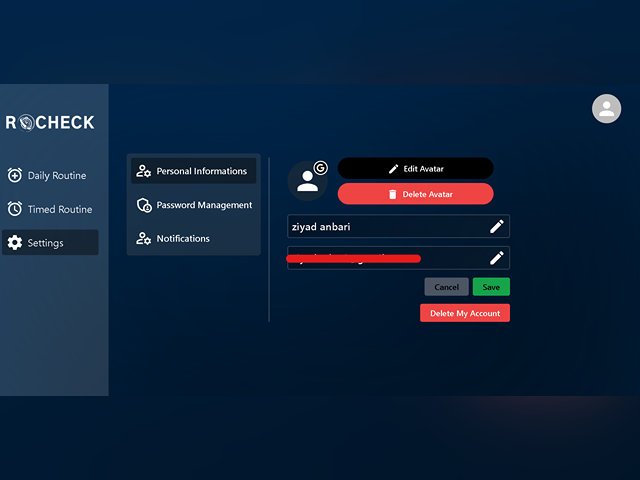 ROCHECK
Daily Routine
Timed Routine
Settings
Personal Informations
Password Management
Notifications
G
Edit Avatar
Delete Avatar
ziyad anbari
Cancel
Save
Delete My Account